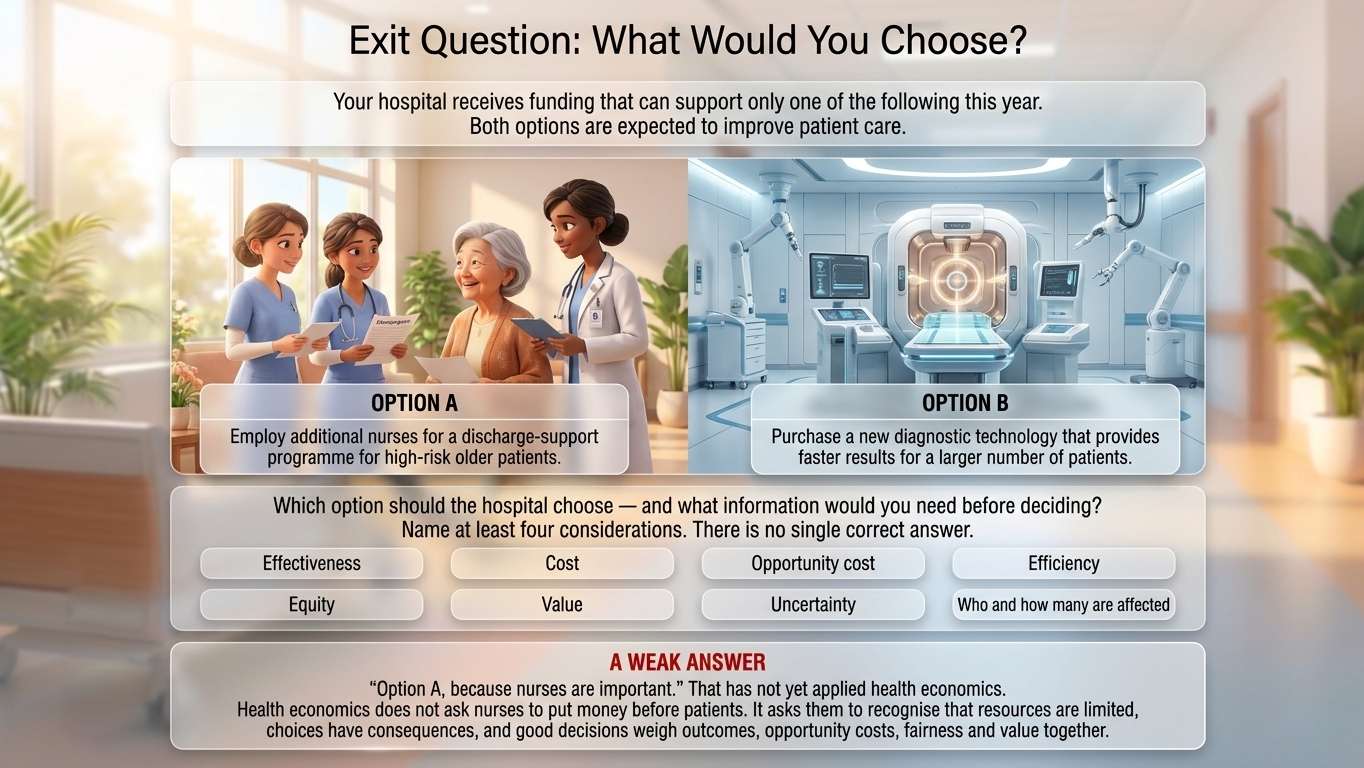 Exit Question: What Would You Choose?
Your hospital receives funding that can support only one of the following this year.
Both options are expected to improve patient care.
OPTION A
Employ additional nurses for a discharge-support
programme for high-risk older patients.
OPTION B
Purchase a new diagnostic technology that provides
faster results for a larger number of patients.
Which option should the hospital choose — and what information would you need before deciding?
Name at least four considerations. There is no single correct answer.
Effectiveness
Cost
Opportunity cost
Efficiency
Equity
Value
Uncertainty
Who and how many are affected
A WEAK ANSWER
“Option A, because nurses are important.” That has not yet applied health economics.
Health economics does not ask nurses to put money before patients. It asks them to recognise that resources are limited,
choices have consequences, and good decisions weigh outcomes, opportunity costs, fairness and value together.